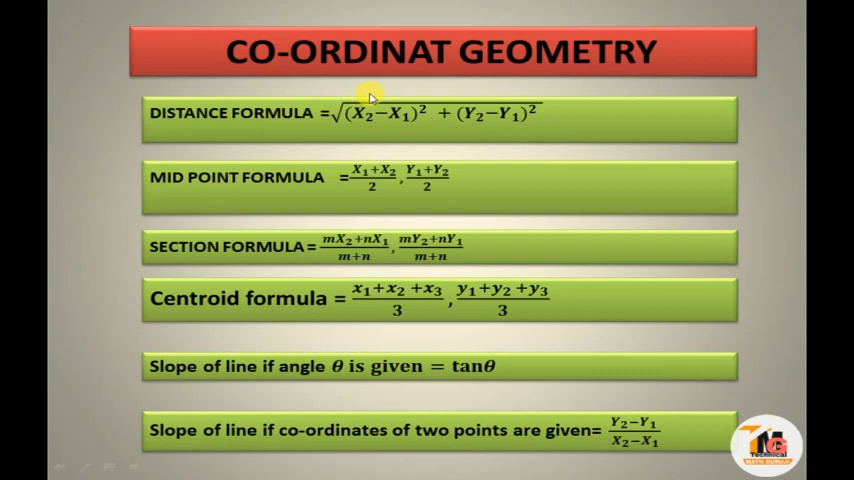 CO-ORDINAT GEOMETRY
DISTANCE FORMULA =√(X₂−X₁)² + (Y₂−Y₁)²
MID POINT FORMULA =(X₁+X₂)/2 , (Y₁+Y₂)/2
SECTION FORMULA = (mX₂+nX₁)/(m+n) , (mY₂+nY₁)/(m+n)
Centroid formula = (x₁+x₂ +x₃)/3 , (y₁+y₂ +y₃)/3
Slope of line if angle θ is given = tanθ
Slope of line if co-ordinates of two points are given= (Y₂−Y₁)/(X₂−X₁)
TMG
Technical
MATH GURUJI